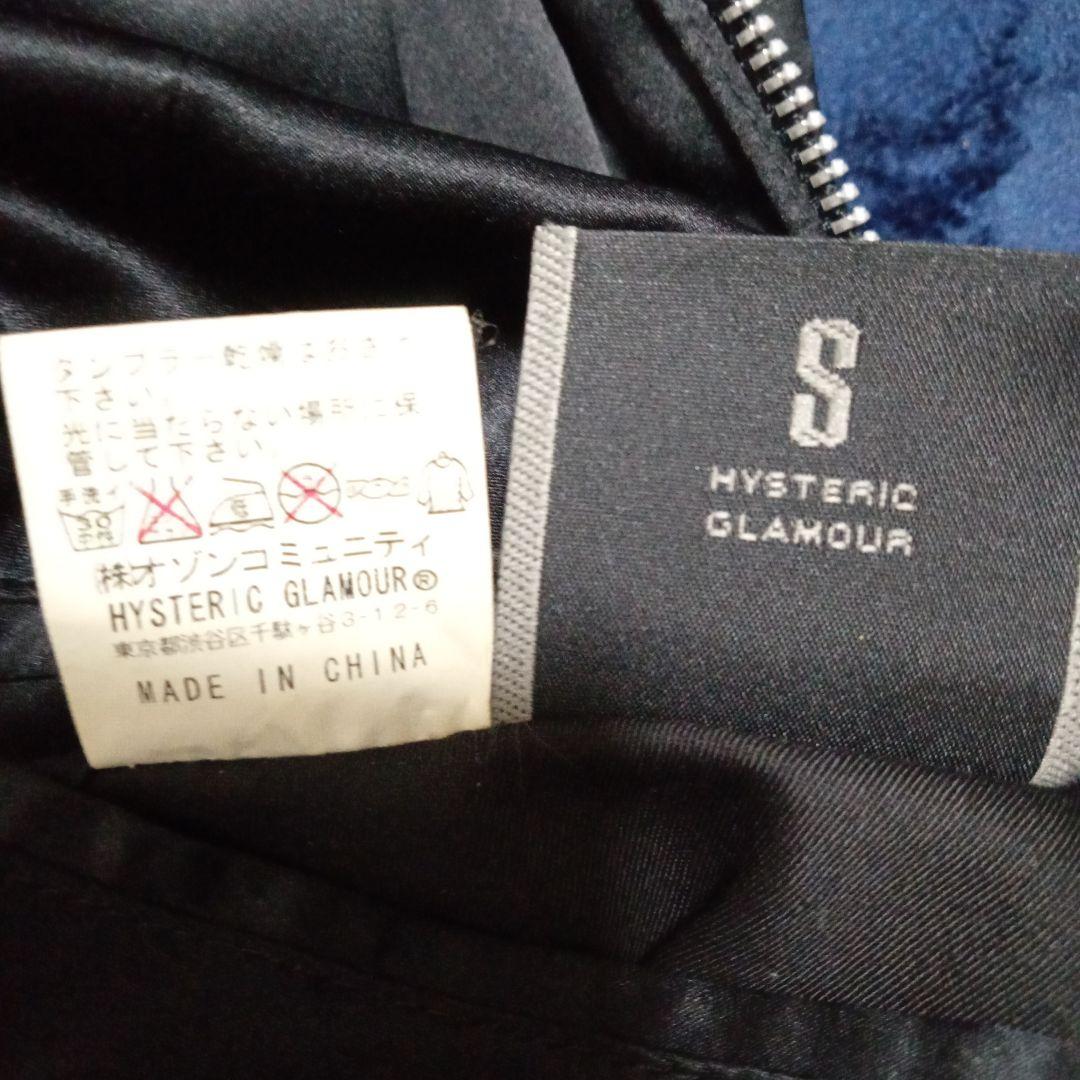 タンブラー乾燥はお避け
下さい。
光に当たらない場所に保
管して下さい。
手洗イ
30
中性
(株)オゾンコミュニティ
HYSTERIC GLAMOUR®
東京都渋谷区千駄ヶ谷3-12-6
MADE IN CHINA
S
HYSTERIC
GLAMOUR